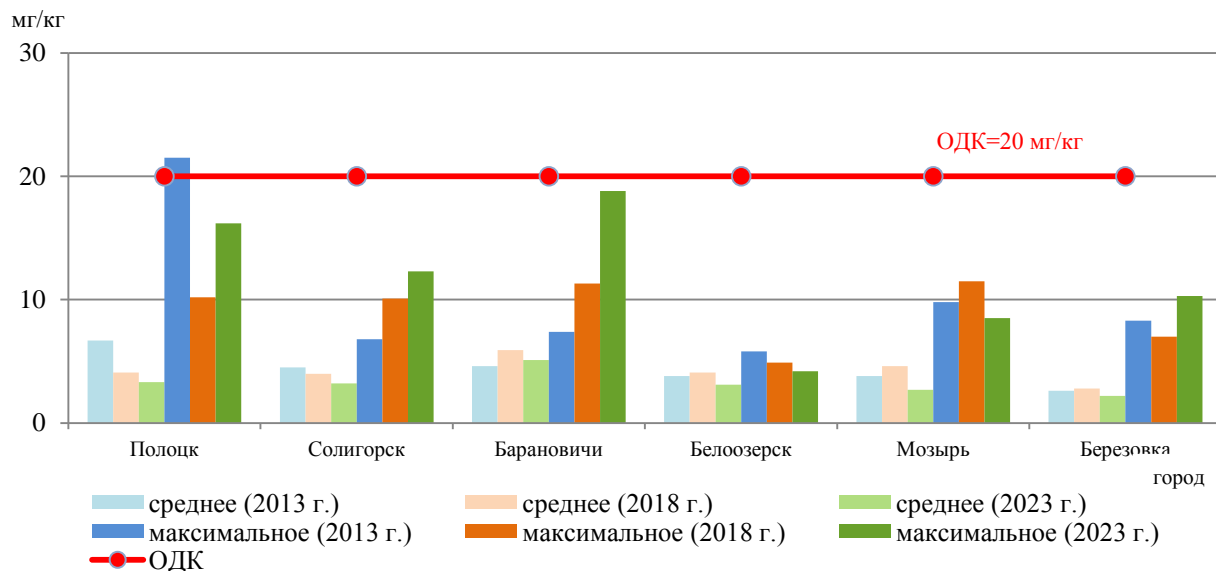 мг/кг
30
ОДК=20 мг/кг
20
10
0
Полоцк Солигорск Барановичи Белоозерск Мозырь Березовка
город
среднее (2013 г.) среднее (2018 г.) среднее (2023 г.)
максимальное (2013 г.) максимальное (2018 г.) максимальное (2023 г.)
ОДК